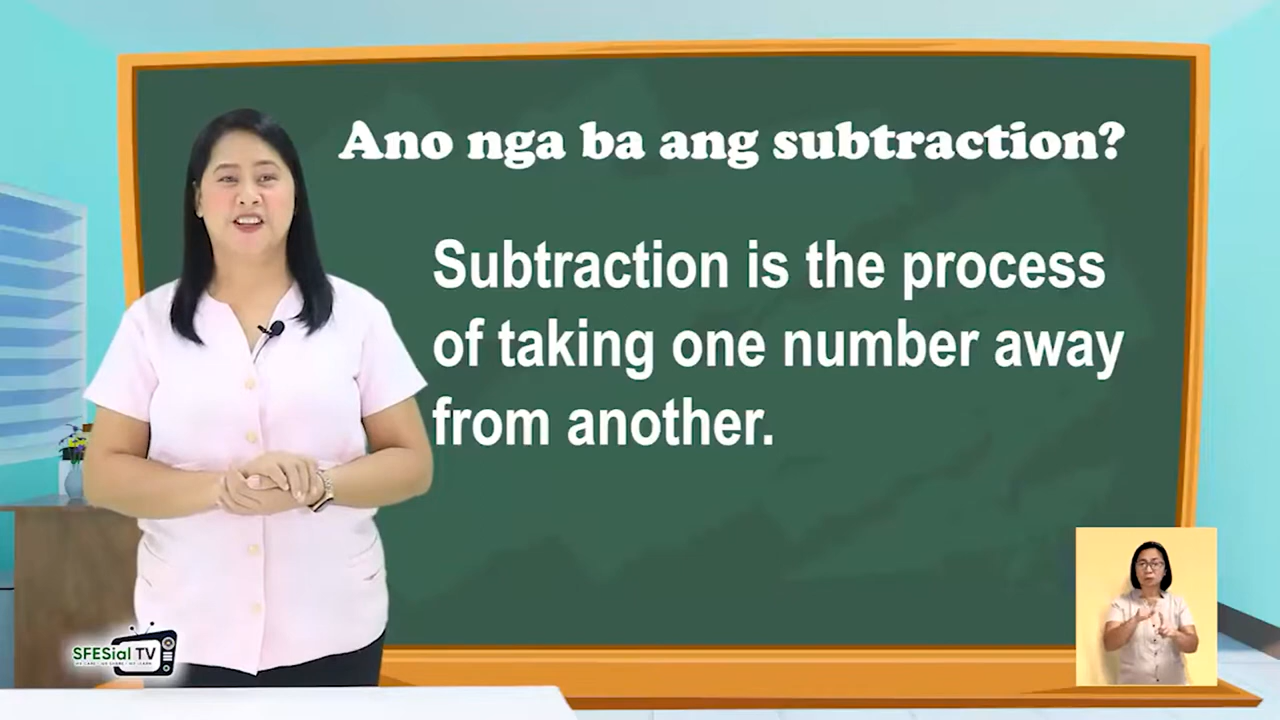 Ano nga ba ang subtraction?
Subtraction is the process
of taking one number away
from another.
SFESial TV